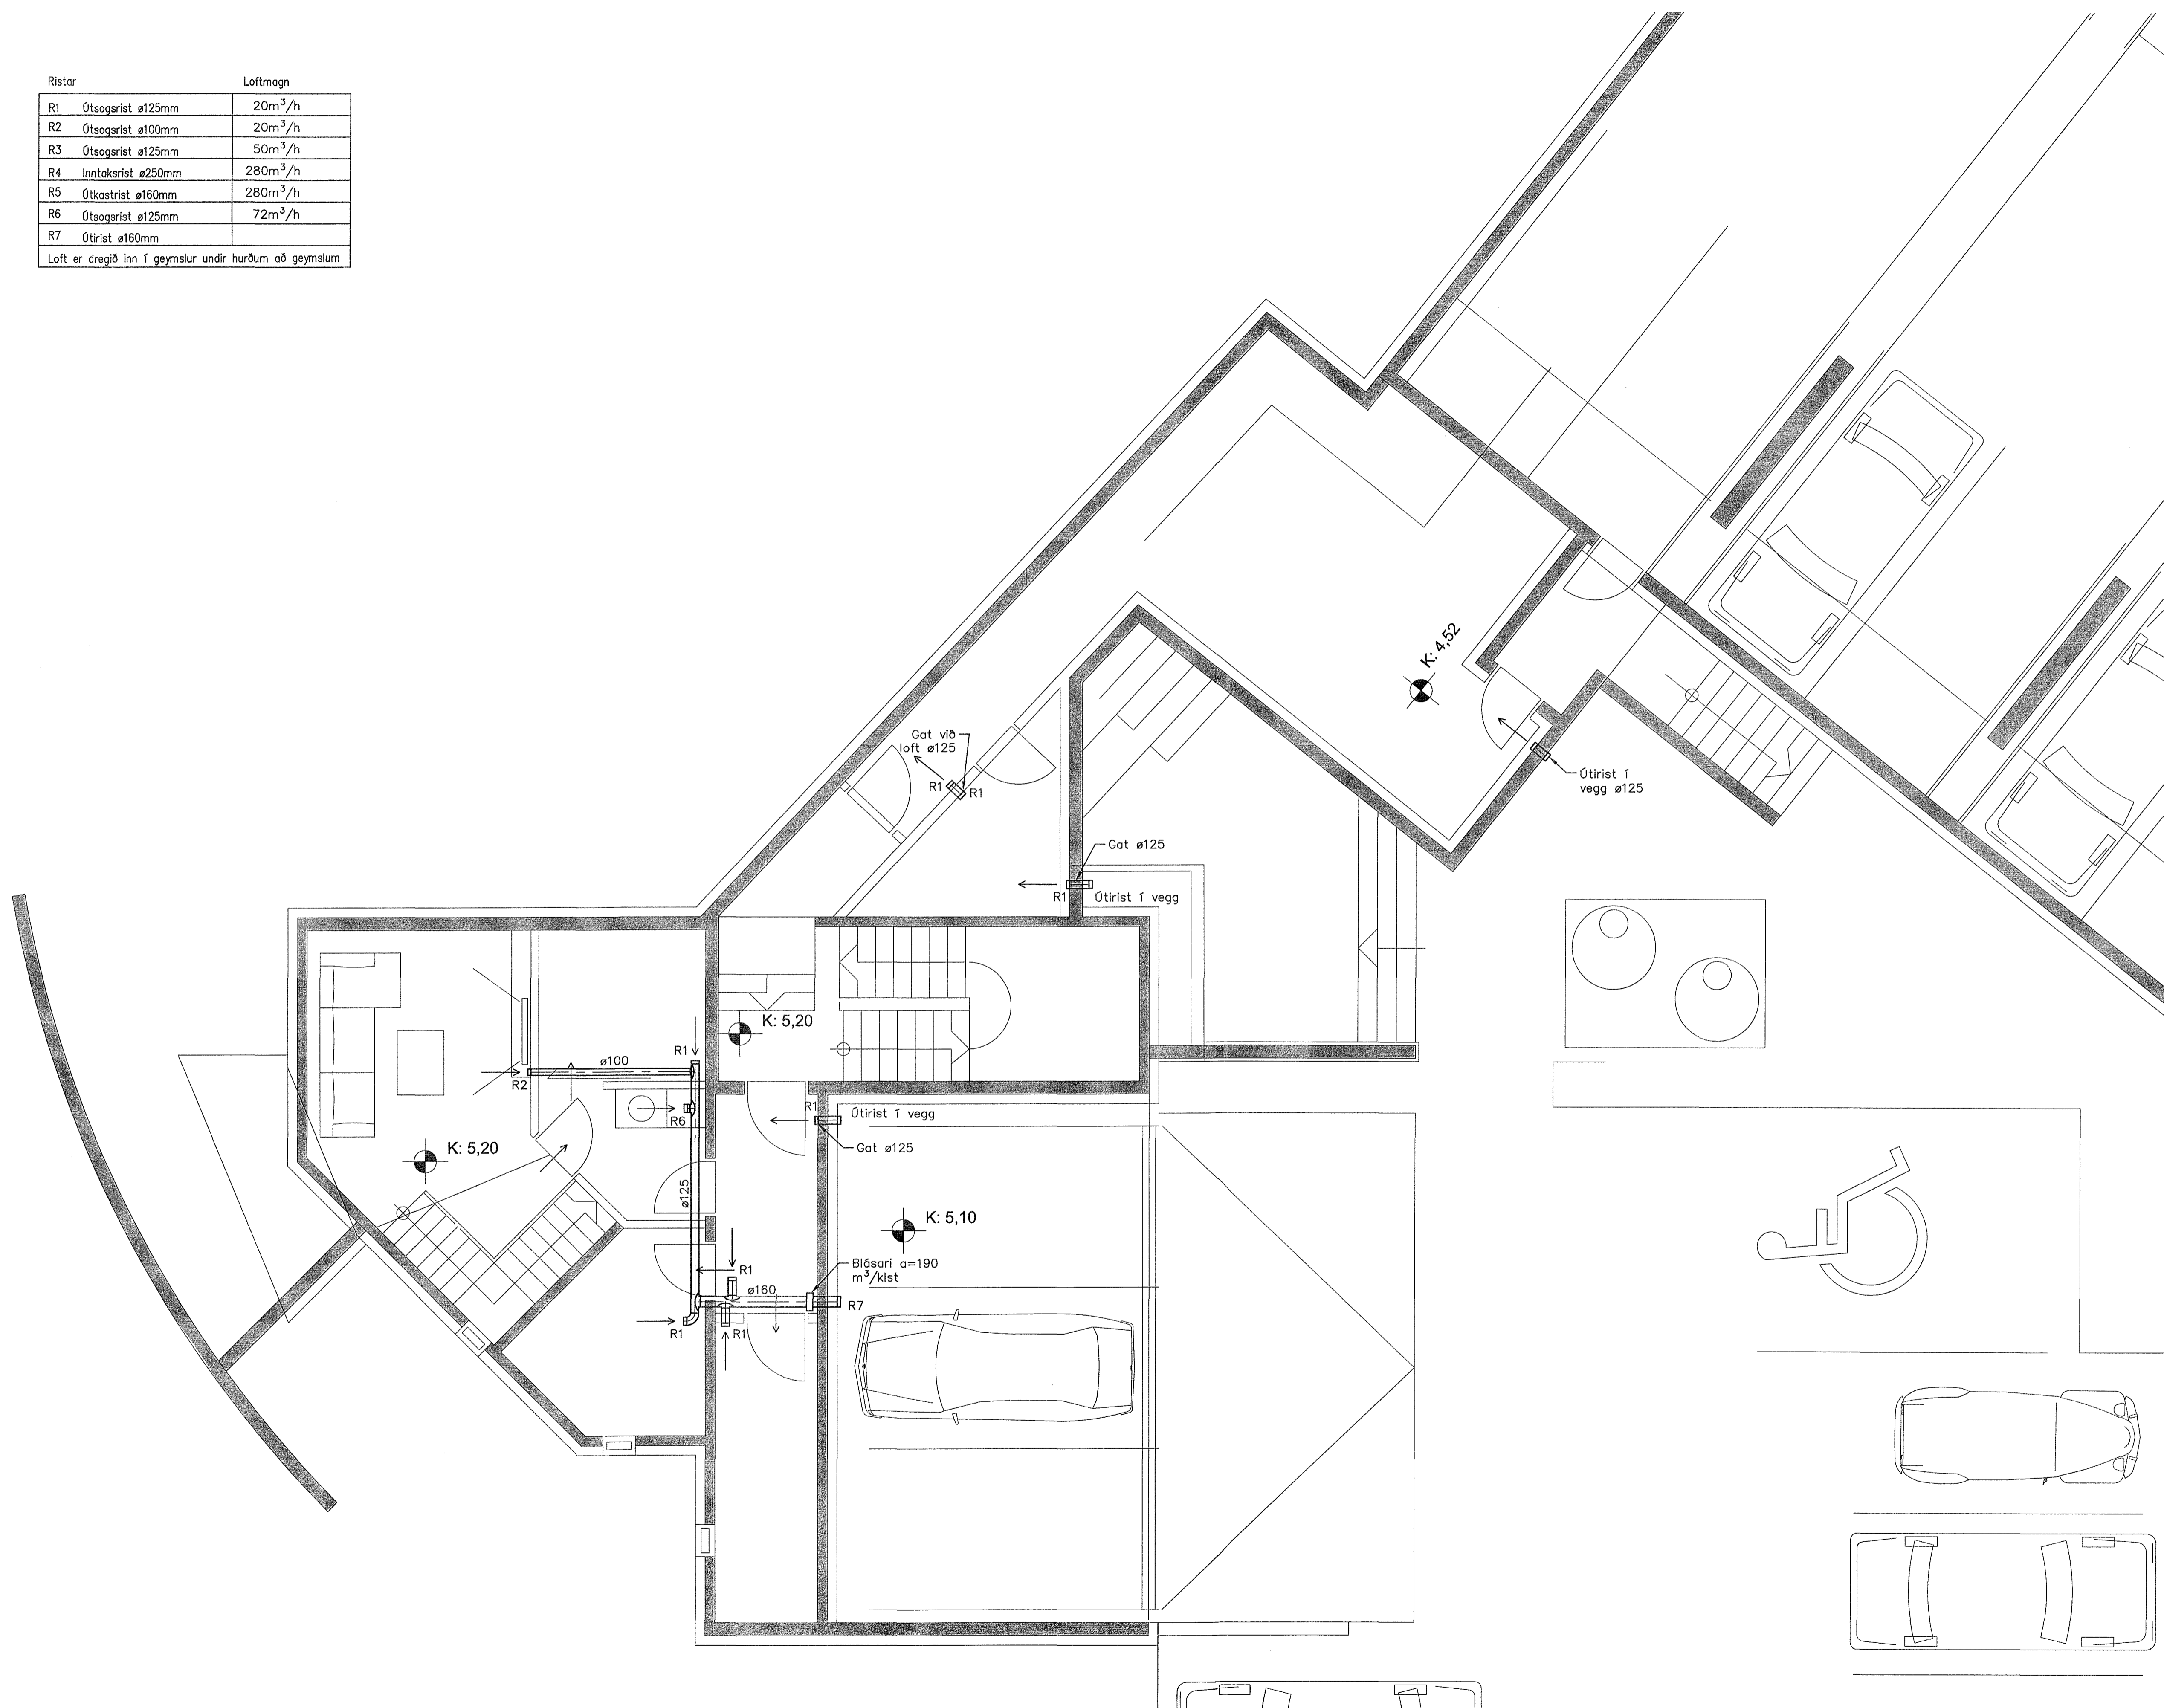 Ristar Loftmagn
R1 Útsogsrist ø125mm 20m³/h
R2 Útsogsrist ø100mm 20m³/h
R3 Útsogsrist ø125mm 50m³/h
R4 Inntaksrist ø250mm 280m³/h
R5 Útkastrist ø160mm 280m³/h
R6 Útsogsrist ø125mm 72m³/h
R7 Útirist ø160mm
Loft er dregið inn í geymslur undir hurðum að geymslum
K: 4,52
Gat við
loft ø125
R1
R1
Útirist í
vegg ø125
Gat ø125
R1
Útirist í vegg
K: 5,20
R1
ø100
R2
R6
R1
Útirist í vegg
Gat ø125
K: 5,20
ø125
K: 5,10
R1
Blásari a=190
m³/klst
ø160
R7
R1
R1